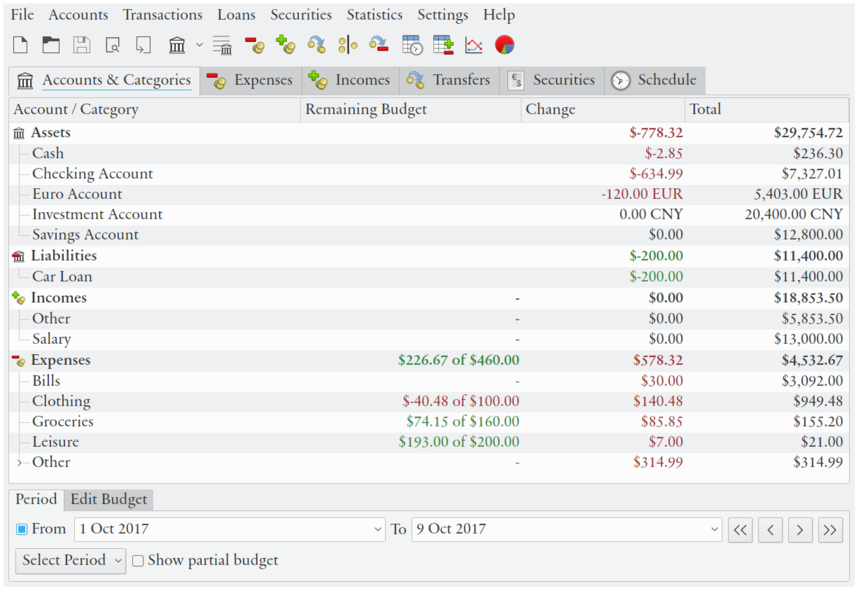 File Accounts Transactions Loans Securities Statistics Settings Help
Accounts & Categories Expenses Incomes Transfers Securities Schedule
Account / Category Remaining Budget Change Total
Assets $-778.32 $29,754.72
Cash $-2.85 $236.30
Checking Account $-634.99 $7,327.01
Euro Account -120.00 EUR 5,403.00 EUR
Investment Account 0.00 CNY 20,400.00 CNY
Savings Account $0.00 $12,800.00
Liabilities $-200.00 $11,400.00
Car Loan $-200.00 $11,400.00
Incomes - $0.00 $18,853.50
Other - $0.00 $5,853.50
Salary - $0.00 $13,000.00
Expenses $226.67 of $460.00 $578.32 $4,532.67
Bills - $30.00 $3,092.00
Clothing $-40.48 of $100.00 $140.48 $949.48
Groceries $74.15 of $160.00 $85.85 $155.20
Leisure $193.00 of $200.00 $7.00 $21.00
Other - $314.99 $314.99
Period Edit Budget
From 1 Oct 2017 To 9 Oct 2017
Select Period Show partial budget